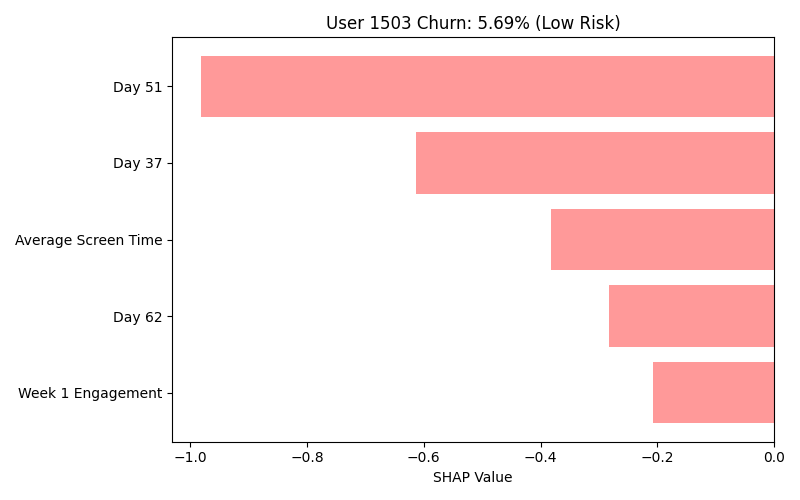 User 1503 Churn: 5.69% (Low Risk)
Day 51
Day 37
Average Screen Time
Day 62
Week 1 Engagement
−1.0 −0.8 −0.6 −0.4 −0.2 0.0
SHAP Value